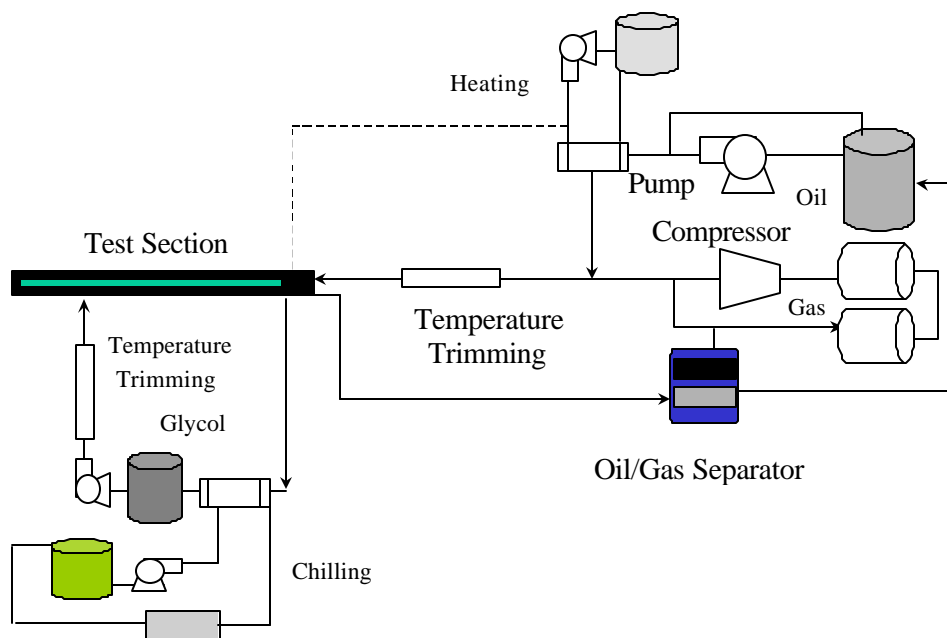 Heating
Pump
Oil
Test Section
Compressor
Gas
Temperature
Trimming
Temperature
Trimming
Glycol
Oil/Gas Separator
Chilling